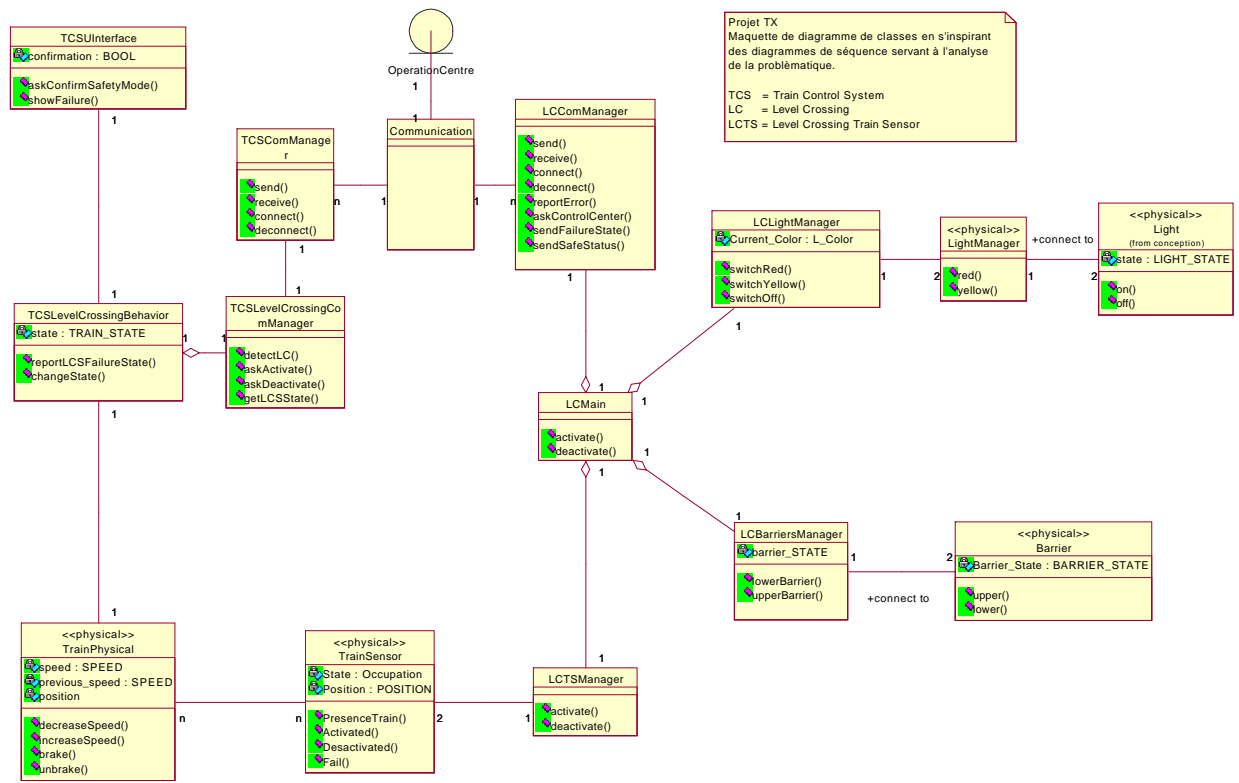 TCSUInterface
confirmation : BOOL
askConfirmSafetyMode()
showFailure()
1
OperationCentre
1
1
Communication
Projet TX
Maquette de diagramme de classes en s'inspirant
des diagrammes de séquence servant à l'analyse
de la problèmatique.
TCS = Train Control System
LC = Level Crossing
LCTS = Level Crossing Train Sensor
TCSComManage
r
send()
receive()
connect()
deconnect()
n
1
1
n
1
LCComManager
send()
receive()
connect()
deconnect()
reportError()
askControlCenter()
sendFailureState()
sendSafeStatus()
1
LCLightManager
Current_Color : L_Color
switchRed()
switchYellow()
switchOff()
1
2
1
<<physical>>
LightManager
red()
yellow()
+connect to
1
2
<<physical>>
Light
(from conception)
state : LIGHT_STATE
on()
off()
1
TCSLevelCrossingBehavior
state : TRAIN_STATE
reportLCSFailureState()
changeState()
1
1
1
1
TCSLevelCrossingCo
mManager
detectLC()
askActivate()
askDeactivate()
getLCSState()
1
1
LCMain
activate()
deactivate()
1
1
1
LCBarriersManager
barrier_STATE
lowerBarrier()
upperBarrier()
1
2
+connect to
<<physical>>
Barrier
Barrier_State : BARRIER_STATE
upper()
lower()
1
<<physical>>
TrainPhysical
speed : SPEED
previous_speed : SPEED
position
decreaseSpeed()
increaseSpeed()
brake()
unbrake()
n
n
<<physical>>
TrainSensor
State : Occupation
Position : POSITION
PresenceTrain()
Activated()
Desactivated()
Fail()
2
1
1
LCTSManager
activate()
deactivate()